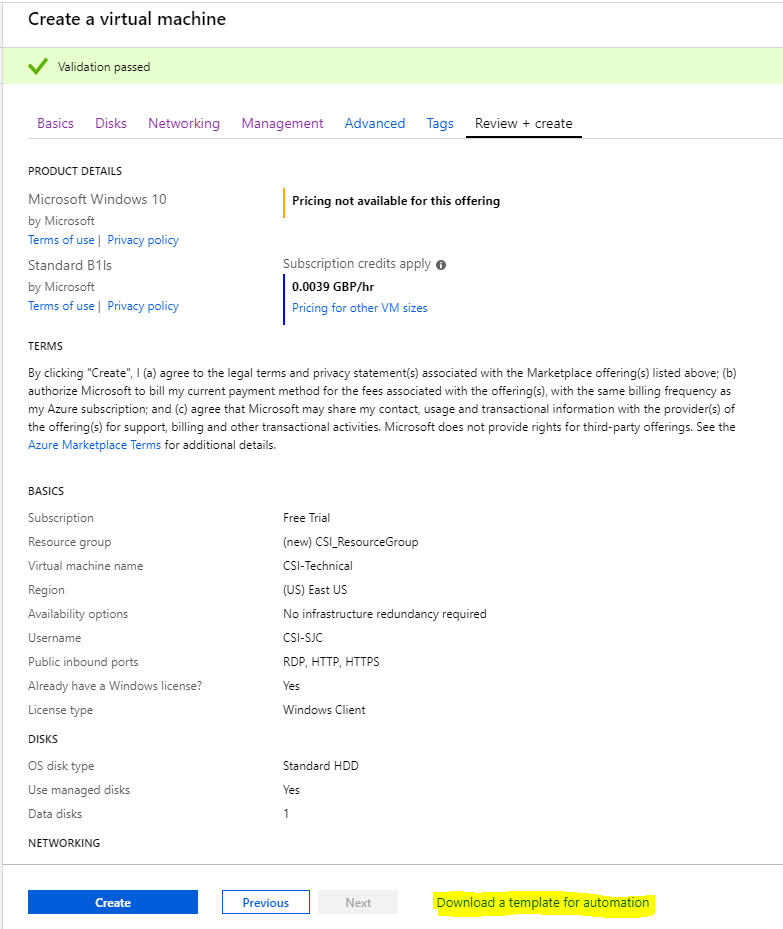 Create a virtual machine
Validation passed
Basics Disks Networking Management Advanced Tags Review + create
PRODUCT DETAILS
Microsoft Windows 10
by Microsoft
Terms of use | Privacy policy
Pricing not available for this offering
Standard B1ls
by Microsoft
Terms of use | Privacy policy
Subscription credits apply
0.0039 GBP/hr
Pricing for other VM sizes
TERMS
By clicking "Create", I (a) agree to the legal terms and privacy statement(s) associated with the Marketplace offering(s) listed above; (b)
authorize Microsoft to bill my current payment method for the fees associated with the offering(s), with the same billing frequency as
my Azure subscription; and (c) agree that Microsoft may share my contact, usage and transactional information with the provider(s) of
the offering(s) for support, billing and other transactional activities. Microsoft does not provide rights for third-party offerings. See the
Azure Marketplace Terms for additional details.
BASICS
Subscription Free Trial
Resource group (new) CSI_ResourceGroup
Virtual machine name CSI-Technical
Region (US) East US
Availability options No infrastructure redundancy required
Username CSI-SJC
Public inbound ports RDP, HTTP, HTTPS
Already have a Windows license? Yes
License type Windows Client
DISKS
OS disk type Standard HDD
Use managed disks Yes
Data disks 1
NETWORKING
Create Previous Next Download a template for automation